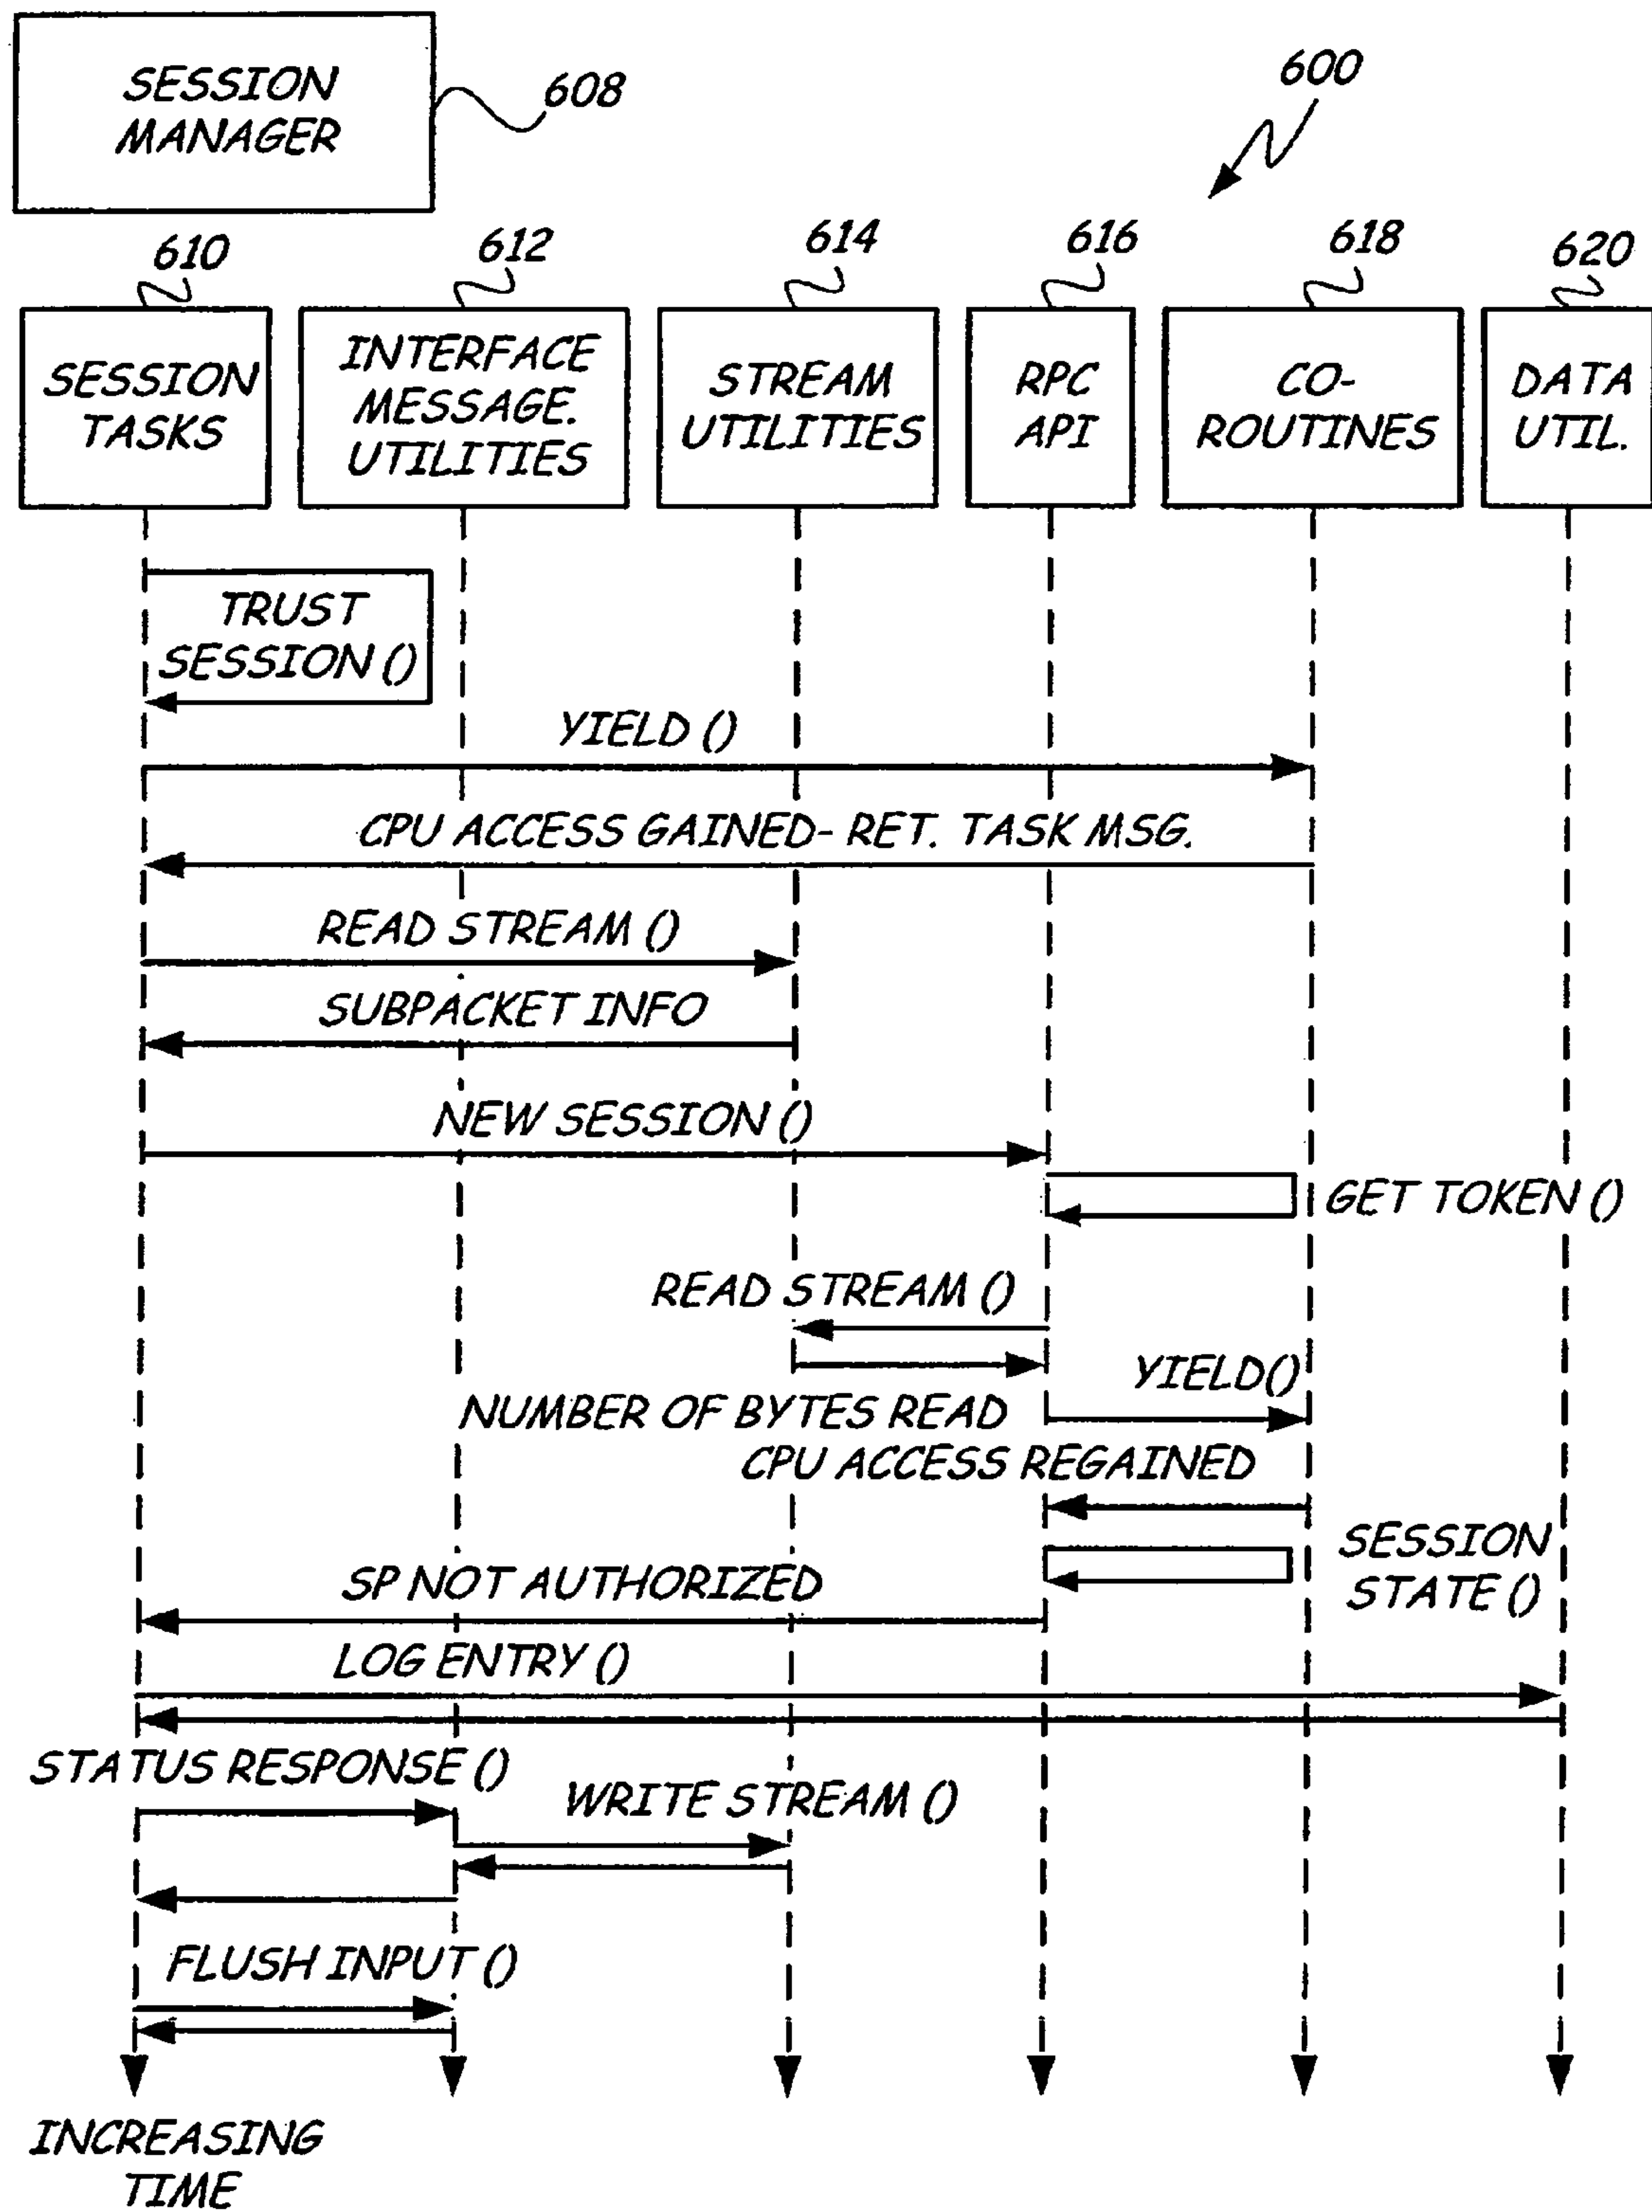 SESSION
MANAGER
608
600
610
612
614
616
618
620
SESSION
TASKS
INTERFACE
MESSAGE.
UTILITIES
STREAM
UTILITIES
RPC
API
CO-
ROUTINES
DATA
UTIL.
TRUST
SESSION ()
YIELD ()
CPU ACCESS GAINED- RET. TASK MSG.
READ STREAM ()
SUBPACKET INFO
NEW SESSION ()
GET TOKEN ()
READ STREAM ()
YIELD()
NUMBER OF BYTES READ
CPU ACCESS REGAINED
SESSION
STATE ()
SP NOT AUTHORIZED
LOG ENTRY ()
STATUS RESPONSE ()
WRITE STREAM ()
FLUSH INPUT ()
INCREASING
TIME